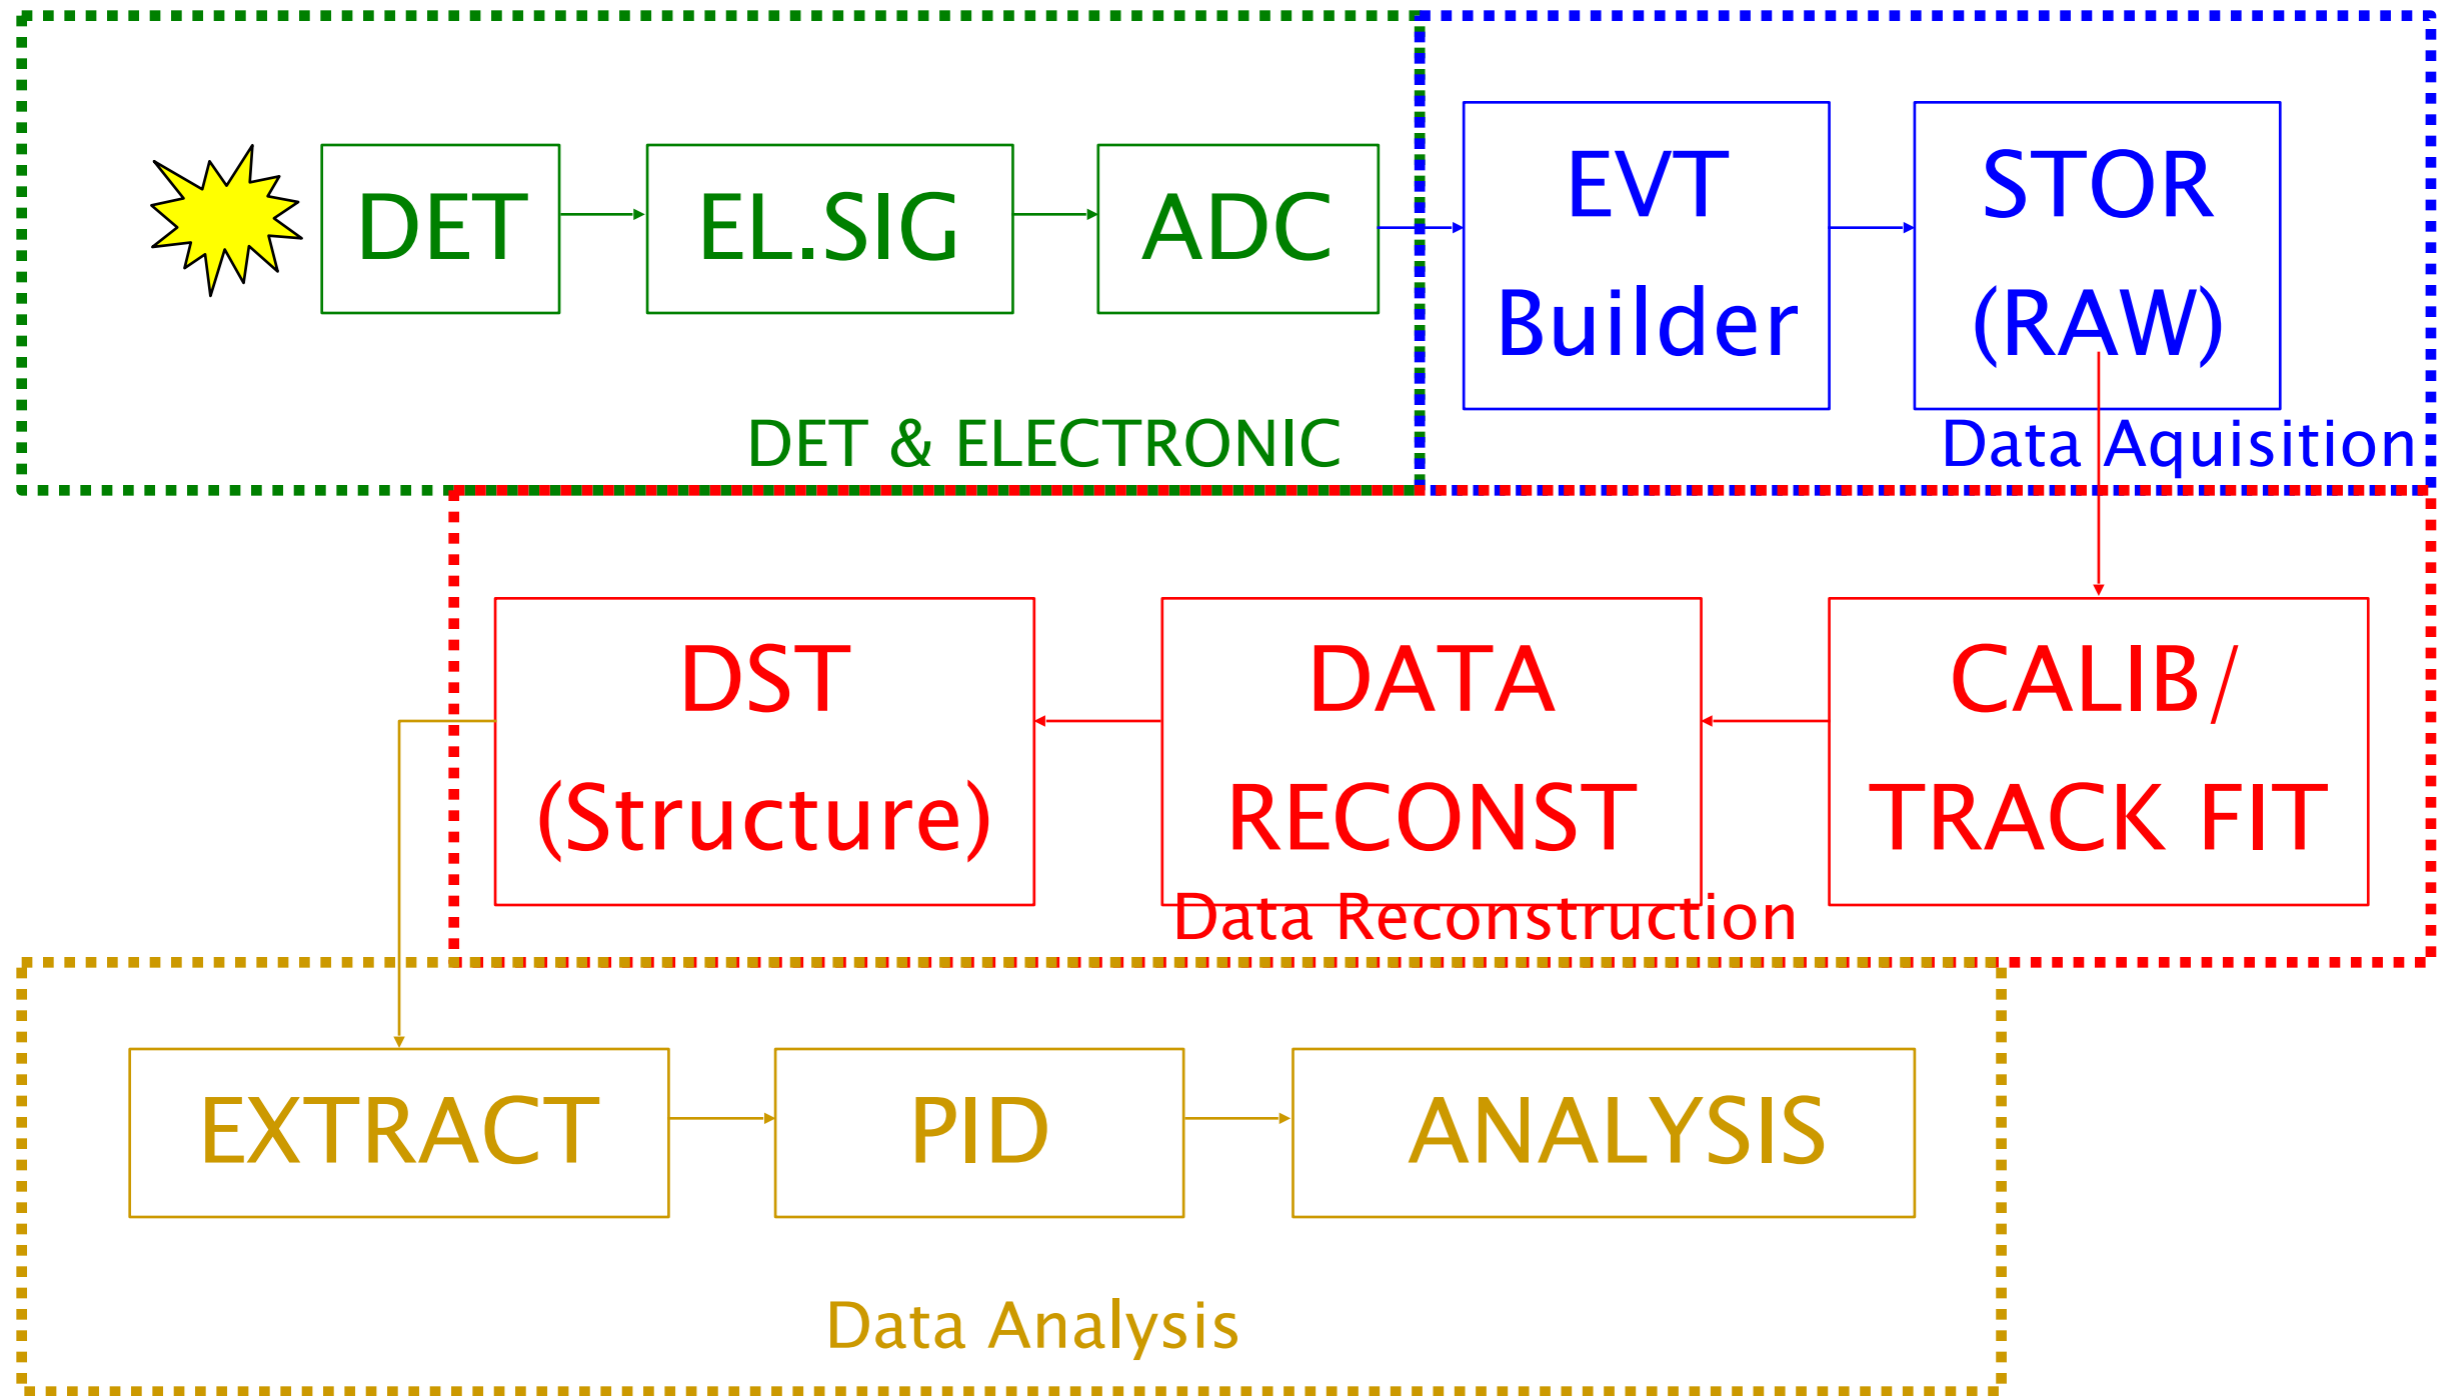 DET
EL.SIG
ADC
EVT
Builder
STOR
(RAW)
DET & ELECTRONIC
Data Aquisition
DST
(Structure)
DATA
RECONST
CALIB/
TRACK FIT
Data Reconstruction
EXTRACT
PID
ANALYSIS
Data Analysis